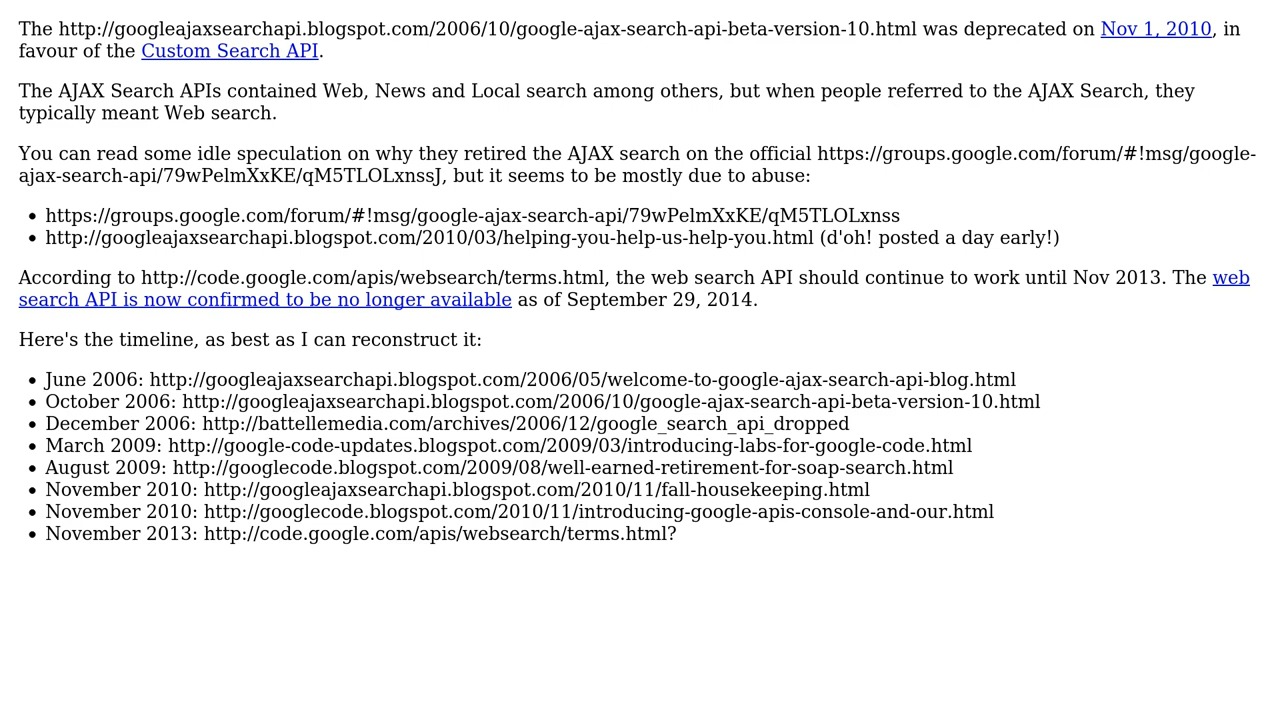 The http://googleajaxsearchapi.blogspot.com/2006/10/google-ajax-search-api-beta-version-10.html was deprecated on Nov 1, 2010, in
favour of the Custom Search API.
The AJAX Search APIs contained Web, News and Local search among others, but when people referred to the AJAX Search, they
typically meant Web search.
You can read some idle speculation on why they retired the AJAX search on the official https://groups.google.com/forum/#!msg/google-
ajax-search-api/79wPelmXxKE/qM5TLOLxnssJ, but it seems to be mostly due to abuse:
• https://groups.google.com/forum/#!msg/google-ajax-search-api/79wPelmXxKE/qM5TLOLxnss
• http://googleajaxsearchapi.blogspot.com/2010/03/helping-you-help-us-help-you.html (d'oh! posted a day early!)
According to http://code.google.com/apis/websearch/terms.html, the web search API should continue to work until Nov 2013. The web
search API is now confirmed to be no longer available as of September 29, 2014.
Here's the timeline, as best as I can reconstruct it:
• June 2006: http://googleajaxsearchapi.blogspot.com/2006/05/welcome-to-google-ajax-search-api-blog.html
• October 2006: http://googleajaxsearchapi.blogspot.com/2006/10/google-ajax-search-api-beta-version-10.html
• December 2006: http://battellemedia.com/archives/2006/12/google_search_api_dropped
• March 2009: http://google-code-updates.blogspot.com/2009/03/introducing-labs-for-google-code.html
• August 2009: http://googlecode.blogspot.com/2009/08/well-earned-retirement-for-soap-search.html
• November 2010: http://googleajaxsearchapi.blogspot.com/2010/11/fall-housekeeping.html
• November 2010: http://googlecode.blogspot.com/2010/11/introducing-google-apis-console-and-our.html
• November 2013: http://code.google.com/apis/websearch/terms.html?